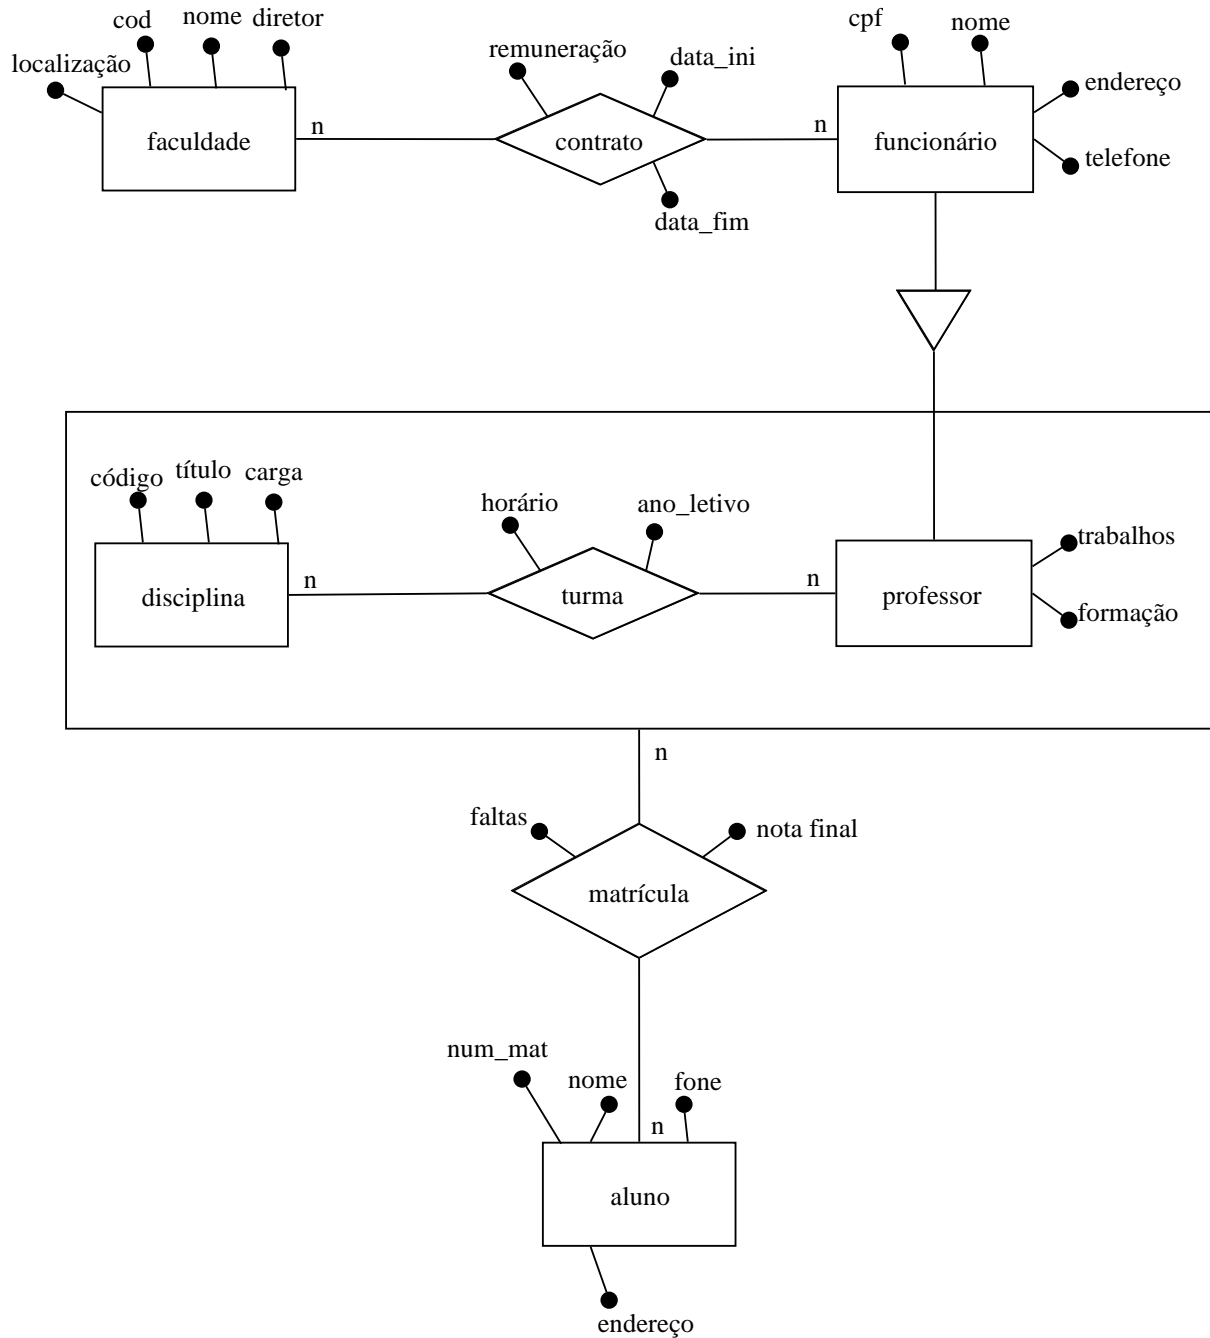 cod
nome
diretor
localização
faculdade
n
remuneração
data_ini
contrato
data_fim
n
cpf
nome
endereço
funcionário
telefone
código
título
carga
disciplina
n
horário
ano_letivo
turma
n
professor
trabalhos
formação
n
faltas
nota final
matrícula
num_mat
nome
fone
n
aluno
endereço